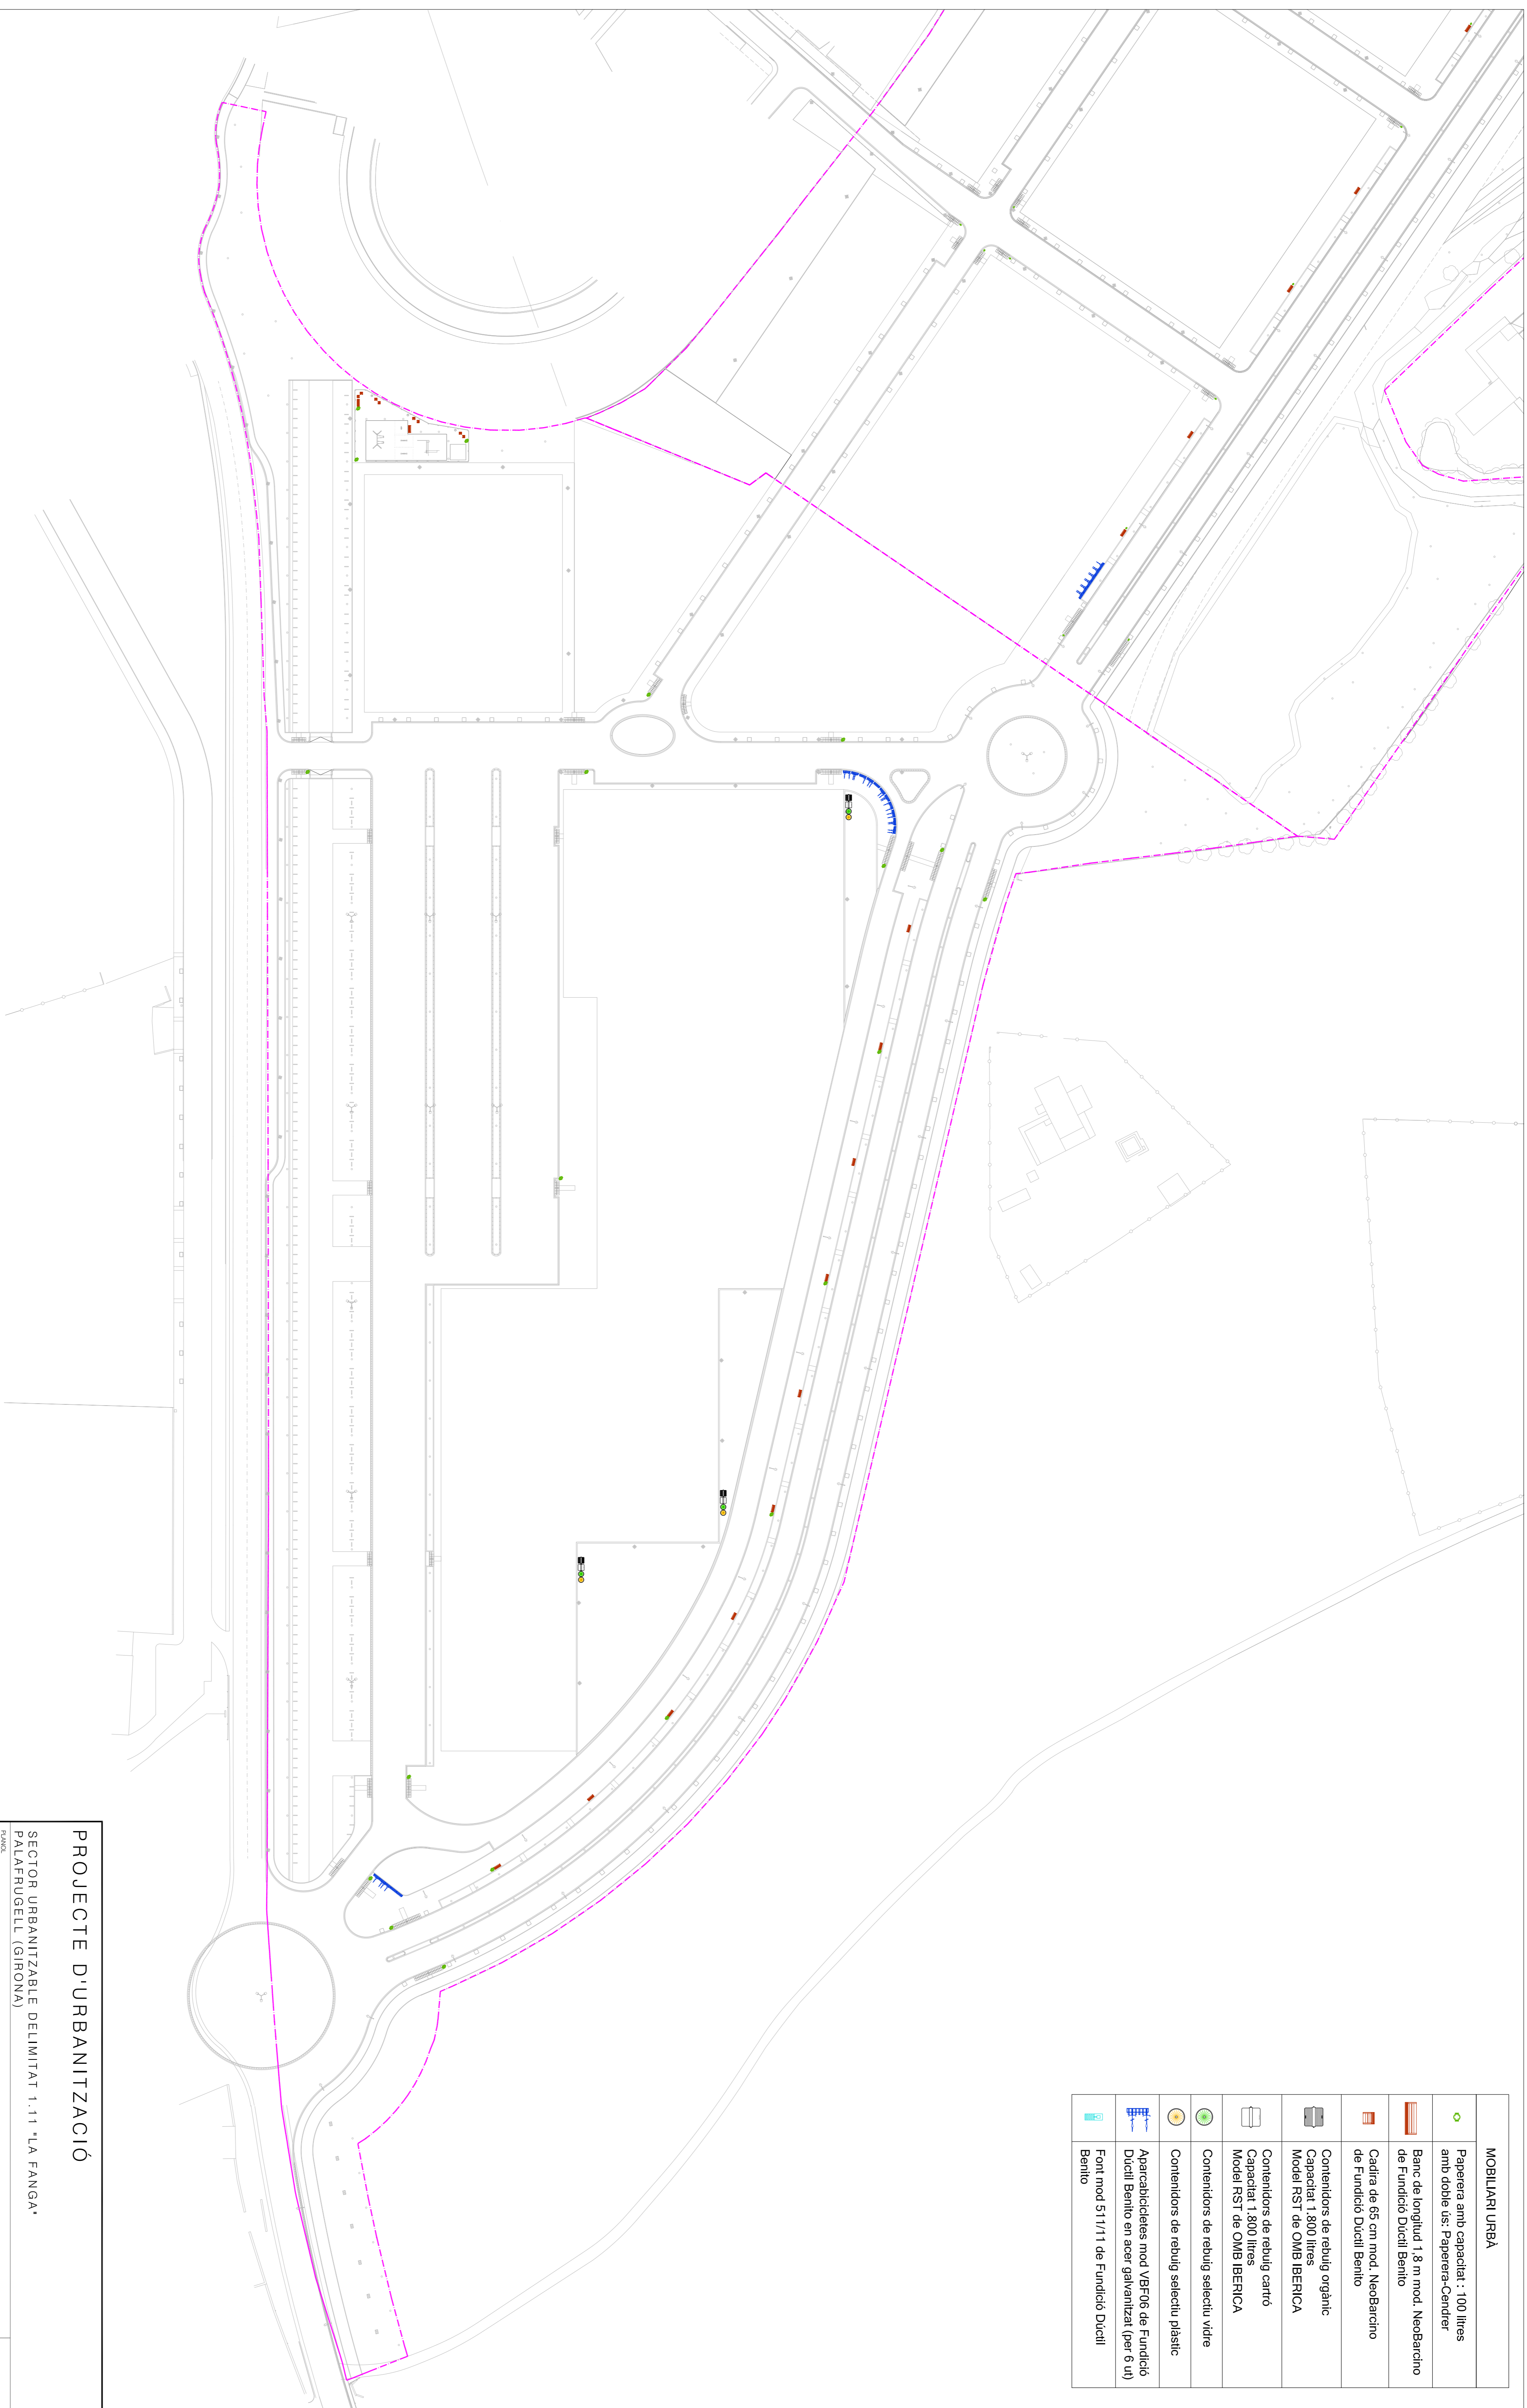 MOBILIARI URBÀ
Paperera amb capacitat : 100 litres
amb doble ús: Paperera-Cendrer
Banc de longitud 1,8 m mod. NeoBarcino
de Fundició Dúctil Benito
Cadira de 65 cm mod. NeoBarcino
de Fundició Dúctil Benito
Contenidors de rebuig orgànic
Capacitat 1.800 litres
Model RST de OMB IBERICA
Contenidors de rebuig cartró
Capacitat 1.800 litres
Model RST de OMB IBERICA
Contenidors de rebuig selectiu vidre
Contenidors de rebuig selectiu plàstic
Aparcabicicletes mod VBF06 de Fundició
Dúctil Benito en acer galvanitzat (per 6 ut)
Font mod 511/11 de Fundició Dúctil
Benito
PROJECTE D'URBANITZACIÓ
SECTOR URBANITZABLE DELIMITAT 1.11 "LA FANGA"
PALAFRUGELL (GIRONA)
PLANOL